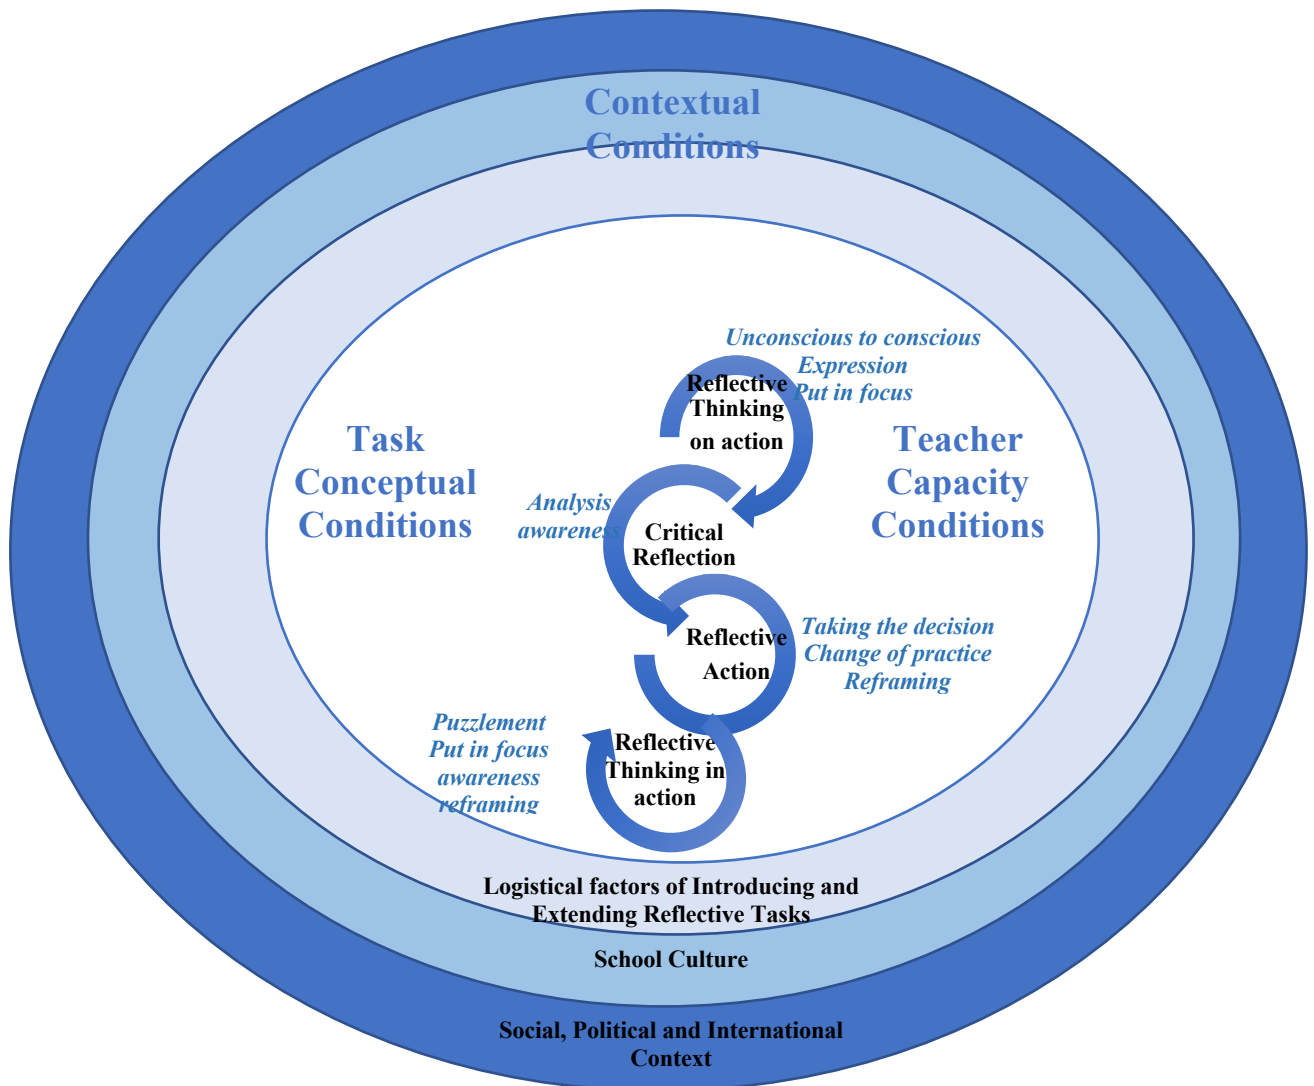 Contextual
Conditions
Unconscious to conscious
Expression
Put in focus
Reflective
Thinking
on action
Task
Conceptual
Conditions
Teacher
Capacity
Conditions
Analysis
awareness
Critical
Reflection
Reflective
Action
Taking the decision
Change of practice
Reframing
Puzzlement
Put in focus
awareness
reframing
Reflective
Thinking in
action
Logistical factors of Introducing and
Extending Reflective Tasks
School Culture
Social, Political and International
Context